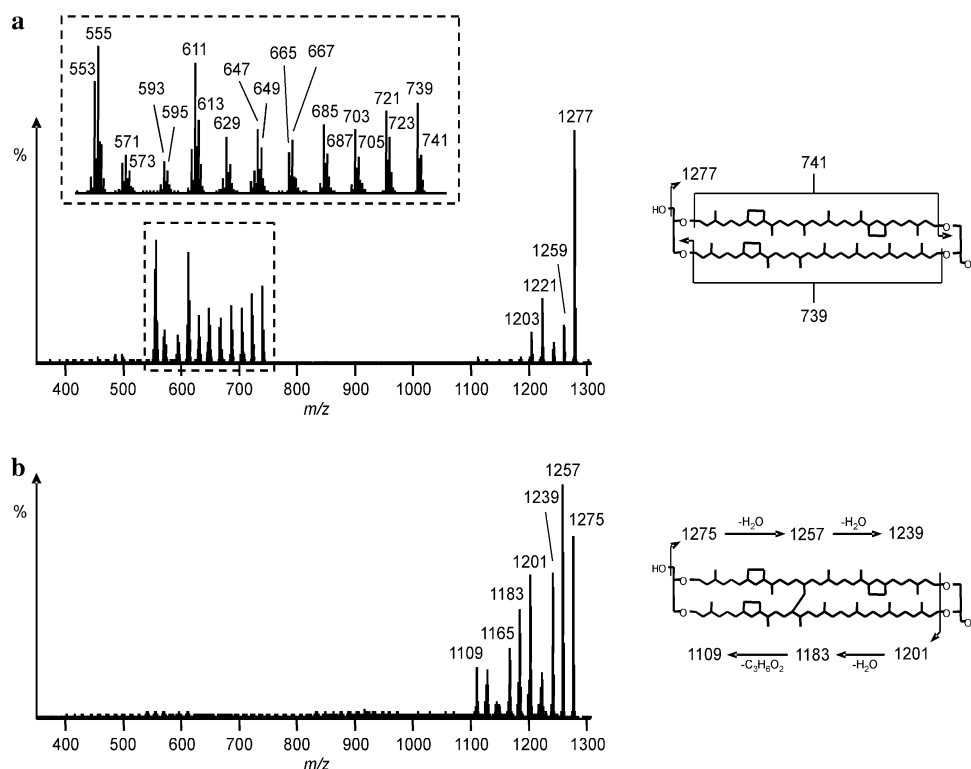 a
555
553
571
573
593
595
611
613
629
647
649
665
667
685
687
703
705
721
723
739
741
%
1277
1259
1221
1203
400 500 600 700 800 900 1000 1100 1200 1300
m/z
741
1277
HO
O
O
O
O
O
739
b
%
1257
1239
1275
1201
1183
1165
1109
400 500 600 700 800 900 1000 1100 1200 1300
m/z
1275 -H₂O 1257 -H₂O 1239
HO
O
O
O
O
O
1109 -C₃H₆O₂ 1183 -H₂O 1201